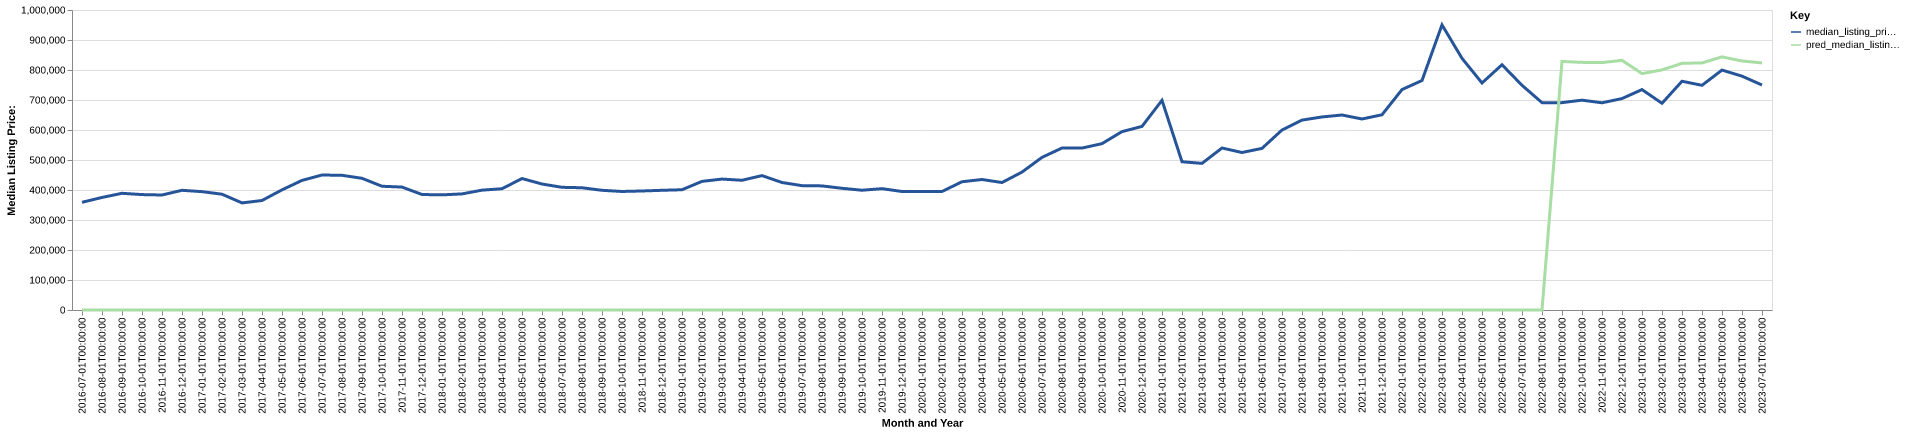 1,000,000
900,000
800,000
700,000
600,000
500,000
400,000
300,000
200,000
100,000
0
Median Listing Price:
2016-07-01T00:00:00
2016-08-01T00:00:00
2016-09-01T00:00:00
2016-10-01T00:00:00
2016-11-01T00:00:00
2016-12-01T00:00:00
2017-01-01T00:00:00
2017-02-01T00:00:00
2017-03-01T00:00:00
2017-04-01T00:00:00
2017-05-01T00:00:00
2017-06-01T00:00:00
2017-07-01T00:00:00
2017-08-01T00:00:00
2017-09-01T00:00:00
2017-10-01T00:00:00
2017-11-01T00:00:00
2017-12-01T00:00:00
2018-01-01T00:00:00
2018-02-01T00:00:00
2018-03-01T00:00:00
2018-04-01T00:00:00
2018-05-01T00:00:00
2018-06-01T00:00:00
2018-07-01T00:00:00
2018-08-01T00:00:00
2018-09-01T00:00:00
2018-10-01T00:00:00
2018-11-01T00:00:00
2018-12-01T00:00:00
2019-01-01T00:00:00
2019-02-01T00:00:00
2019-03-01T00:00:00
2019-04-01T00:00:00
2019-05-01T00:00:00
2019-06-01T00:00:00
2019-07-01T00:00:00
2019-08-01T00:00:00
2019-09-01T00:00:00
2019-10-01T00:00:00
2019-11-01T00:00:00
2019-12-01T00:00:00
2020-01-01T00:00:00
2020-02-01T00:00:00
2020-03-01T00:00:00
2020-04-01T00:00:00
2020-05-01T00:00:00
2020-06-01T00:00:00
2020-07-01T00:00:00
2020-08-01T00:00:00
2020-09-01T00:00:00
2020-10-01T00:00:00
2020-11-01T00:00:00
2020-12-01T00:00:00
2021-01-01T00:00:00
2021-02-01T00:00:00
2021-03-01T00:00:00
2021-04-01T00:00:00
2021-05-01T00:00:00
2021-06-01T00:00:00
2021-07-01T00:00:00
2021-08-01T00:00:00
2021-09-01T00:00:00
2021-10-01T00:00:00
2021-11-01T00:00:00
2021-12-01T00:00:00
2022-01-01T00:00:00
2022-02-01T00:00:00
2022-03-01T00:00:00
2022-04-01T00:00:00
2022-05-01T00:00:00
2022-06-01T00:00:00
2022-07-01T00:00:00
2022-08-01T00:00:00
2022-09-01T00:00:00
2022-10-01T00:00:00
2022-11-01T00:00:00
2022-12-01T00:00:00
2023-01-01T00:00:00
2023-02-01T00:00:00
2023-03-01T00:00:00
2023-04-01T00:00:00
2023-05-01T00:00:00
2023-06-01T00:00:00
2023-07-01T00:00:00
Month and Year
Key
median_listing_pri…
pred_median_listin…